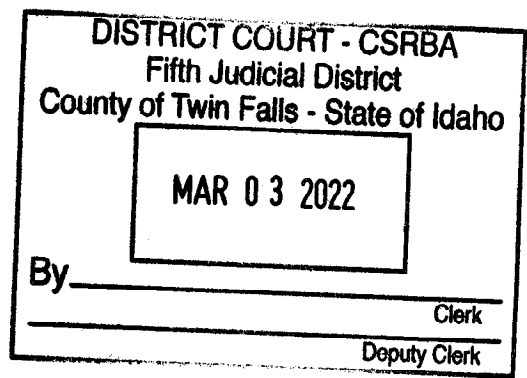 DISTRICT COURT - CSRBA
Fifth Judicial District
County of Twin Falls - State of Idaho
MAR 03 2022
By
Clerk
Deputy Clerk